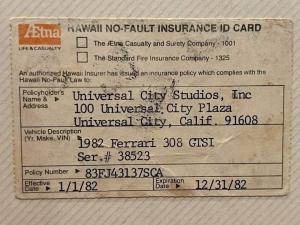 Ætna
LIFE & CASUALTY
HAWAII NO-FAULT INSURANCE ID CARD
The Ætna Casualty and Surety Company - 1001
The Standard Fire Insurance Company - 1325
An authorized Hawaii Insurer has issued an insurance policy which complies with the Hawaii No-Fault Law to:
Policyholder's Name & Address
Universal City Studios, Inc
100 Universal City Plaza
Universal City, Calif. 91608
Vehicle Description
(Yr. Make, VIN)
1982 Ferrari 308 GTSI
Ser.# 38523
Policy Number
83FJ43137SCA
Effective Date
1/1/82
Expiration Date
12/31/82